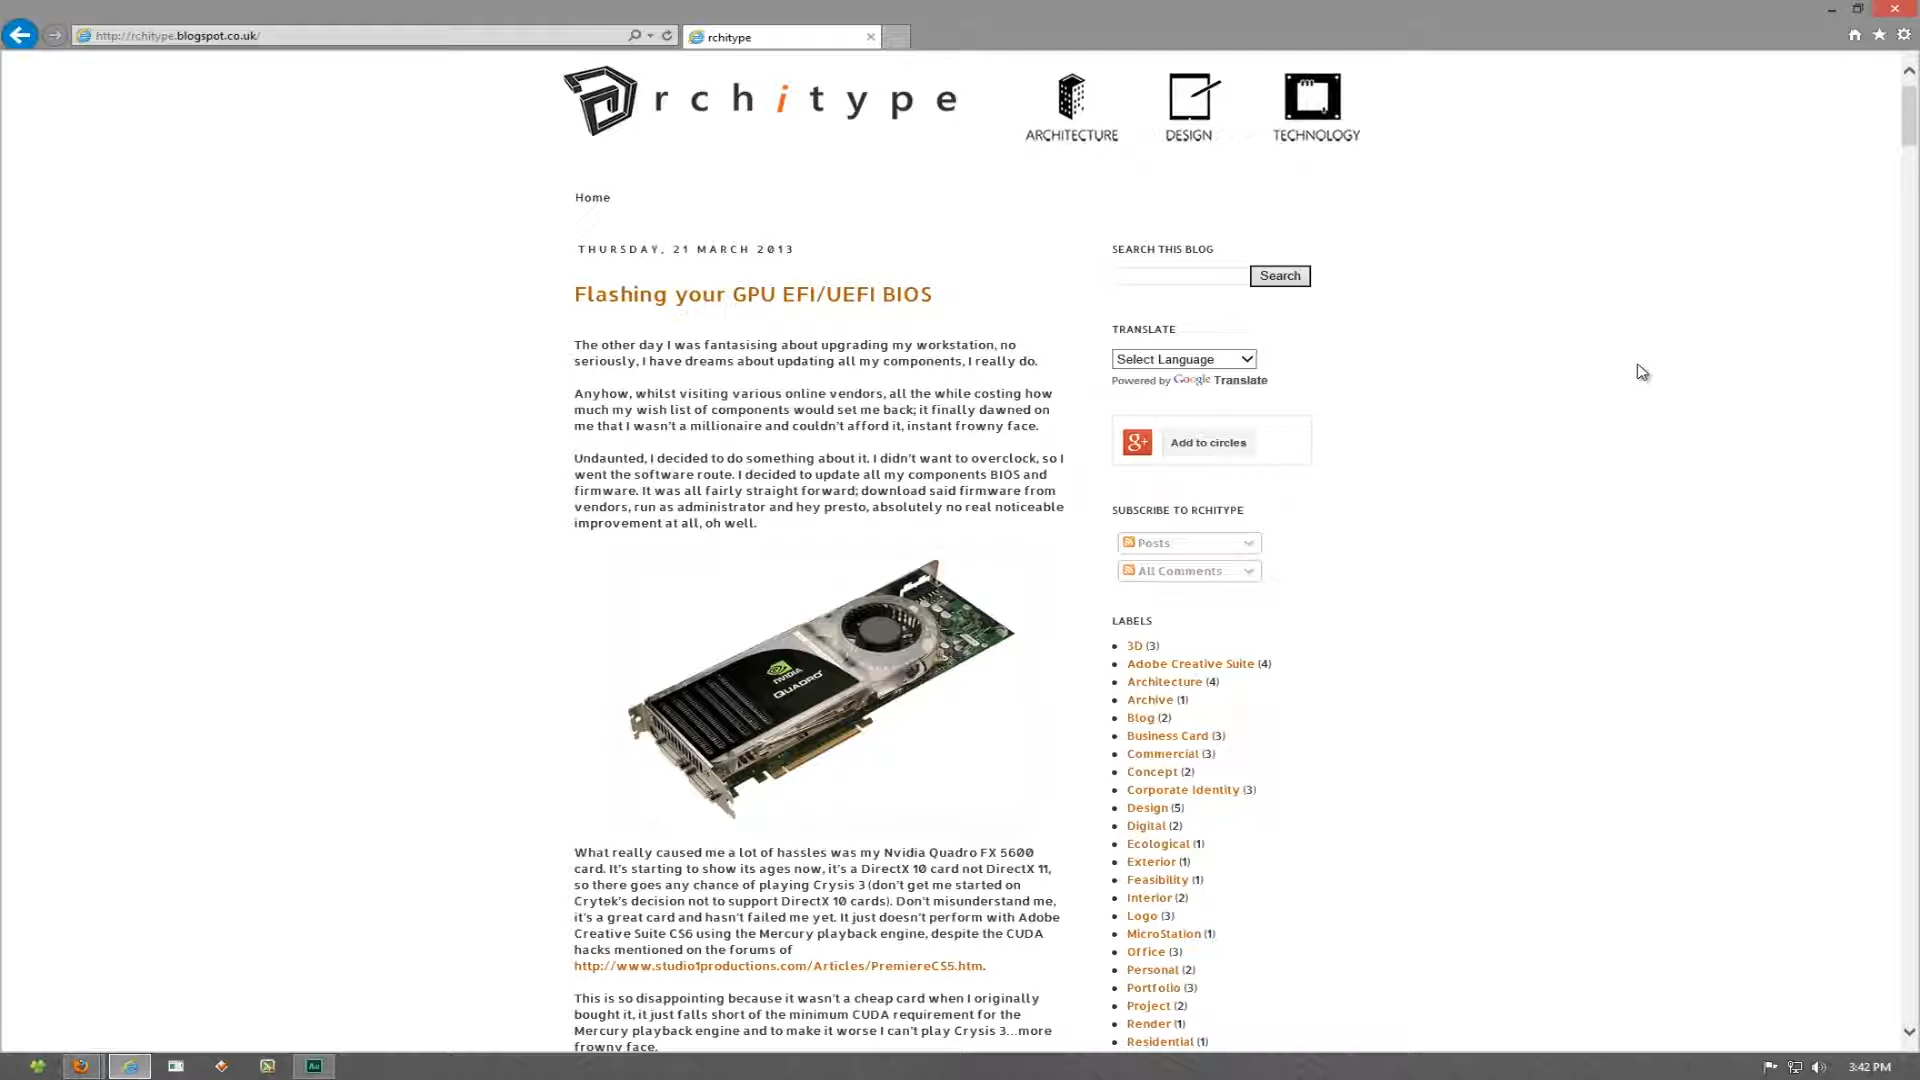 http://rchitype.blogspot.co.uk/
rchitype
rchitype
ARCHITECTURE
DESIGN
TECHNOLOGY
Home
THURSDAY, 21 MARCH 2013
Flashing your GPU EFI/UEFI BIOS
The other day I was fantasising about upgrading my workstation, no
seriously, I have dreams about updating all my components, I really do.
Anyhow, whilst visiting various online vendors, all the while costing how
much my wish list of components would set me back; it finally dawned on
me that I wasn't a millionaire and couldn't afford it, instant frowny face.
Undaunted, I decided to do something about it. I didn't want to overclock, so I
went the software route. I decided to update all my components BIOS and
firmware. It was all fairly straight forward; download said firmware from
vendors, run as administrator and hey presto, absolutely no real noticeable
improvement at all, oh well.
NVIDIA
QUADRO
What really caused me a lot of hassles was my Nvidia Quadro FX 5600
card. It's starting to show its ages now, it's a DirectX 10 card not DirectX 11,
so there goes any chance of playing Crysis 3 (don't get me started on
Crytek's decision not to support DirectX 10 cards). Don't misunderstand me,
it's a great card and hasn't failed me yet. It just doesn't perform with Adobe
Creative Suite CS6 using the Mercury playback engine, despite the CUDA
hacks mentioned on the forums of
http://www.studio1productions.com/Articles/PremiereCS5.htm.
This is so disappointing because it wasn't a cheap card when I originally
bought it, it just falls short of the minimum CUDA requirement for the
Mercury playback engine and to make it worse I can't play Crysis 3...more
frowny face.
SEARCH THIS BLOG
Search
TRANSLATE
Select Language
Powered by Google Translate
g+ Add to circles
SUBSCRIBE TO RCHITYPE
Posts
All Comments
LABELS
3D (3)
Adobe Creative Suite (4)
Architecture (4)
Archive (1)
Blog (2)
Business Card (3)
Commercial (3)
Concept (2)
Corporate Identity (3)
Design (5)
Digital (2)
Ecological (1)
Exterior (1)
Feasibility (1)
Interior (2)
Logo (3)
MicroStation (1)
Office (3)
Personal (2)
Portfolio (3)
Project (2)
Render (1)
Residential (1)
Au
3:42 PM